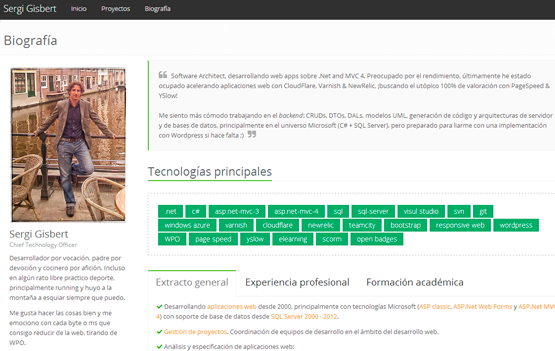 Sergi Gisbert Inicio Proyectos Biografía
Biografía
Software Architect, desarrollando web apps sobre .Net and MVC 4. Preocupado por el rendimiento, últimamente he estado
ocupado acelerando aplicaciones web con CloudFlare, Varnish & NewRelic, ¡buscando el utópico 100% de valoración con PageSpeed &
YSlow!
Me siento más cómodo trabajando en el backend: CRUDs, DTOs, DALs, modelos UML, generación de código y arquitecturas de servidor
y de bases de datos, principalmente en el universo Microsoft (C# + SQL Server), pero preparado para liarme con una implementación
con Wordpress si hace falta ;)
Tecnologías principales
.net c# asp.net-mvc-3 asp.net-mvc-4 sql sql-server visul studio svn git
windows azure varnish cloudflare newrelic teamcity bootstrap responsive web wordpress
WPO page speed yslow elearning scorm open badges
Sergi Gisbert
Chief Technology Officer
Desarrollador por vocación, padre por
devoción y cocinero por afición. Incluso
en algún rato libre practico deporte,
principalmente running y huyo a la
montaña a esquiar siempre que puedo.
Me gusta hacer las cosas bien y me
emociono con cada byte o ms que
consigo reducir de la web, tirando de
WPO.
Extracto general Experiencia profesional Formación académica
Desarrollando aplicaciones web desde 2000, principalmente con tecnologías Microsoft (ASP classic, ASP.Net Web Forms y ASP.Net MVC
4) con soporte de base de datos desde SQL Server 2000 - 2012.
Gestión de proyectos. Coordinación de equipos de desarrollo en el ámbito del desarrollo web.
Análisis y especificación de aplicaciones web: